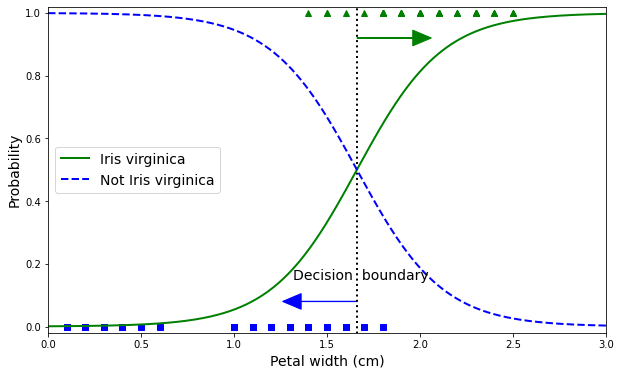 1.0
0.8
0.6
0.4
0.2
0.0
Probability
Iris virginica
Not Iris virginica
Decision boundary
0.0 0.5 1.0 1.5 2.0 2.5 3.0
Petal width (cm)